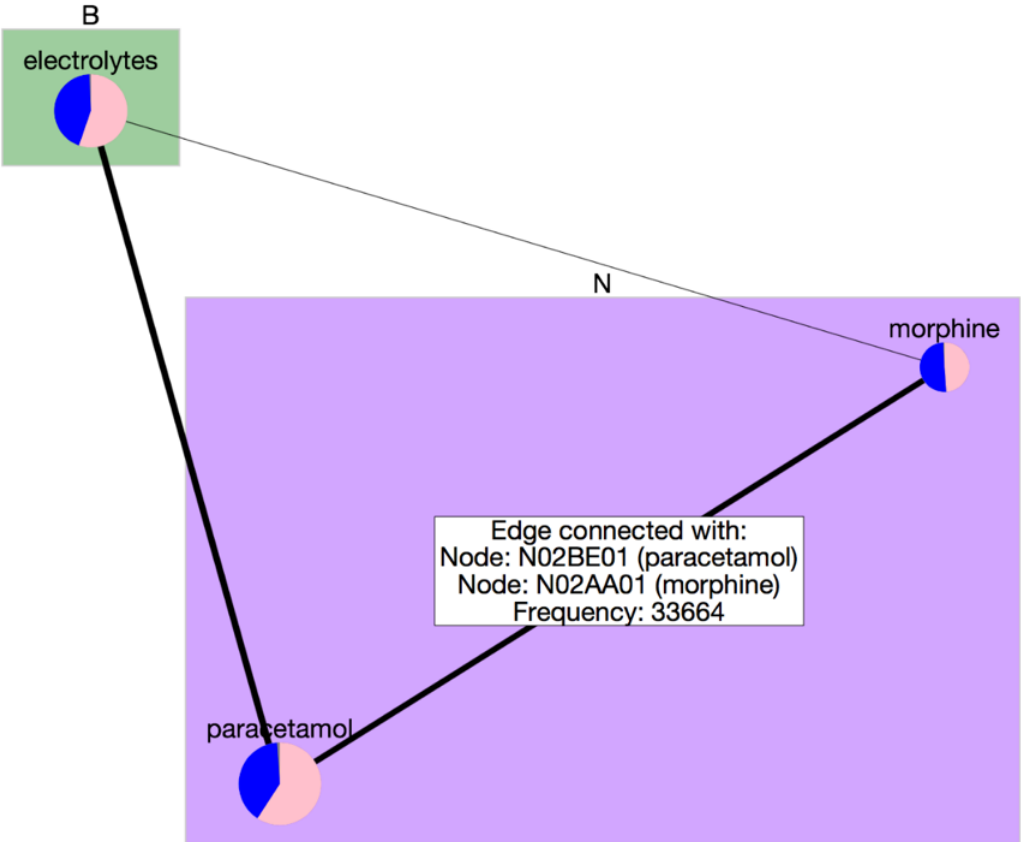 B
electrolytes
N
morphine
Edge connected with:
Node: N02BE01 (paracetamol)
Node: N02AA01 (morphine)
Frequency: 33664
paracetamol